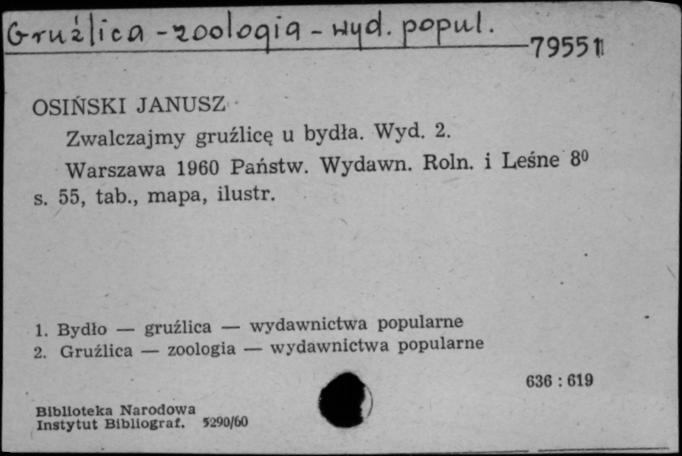 Gruźlica - zoologia - wyd. popul.
79551
OSIŃSKI JANUSZ
Zwalczajmy gruźlicę u bydła. Wyd. 2.
Warszawa 1960 Państw. Wydawn. Roln. i Leśne 8⁰
s. 55, tab., mapa, ilustr.
1. Bydło — gruźlica — wydawnictwa popularne
2. Gruźlica — zoologia — wydawnictwa popularne
636 : 619
Biblioteka Narodowa
Instytut Bibliograf. 5290/60